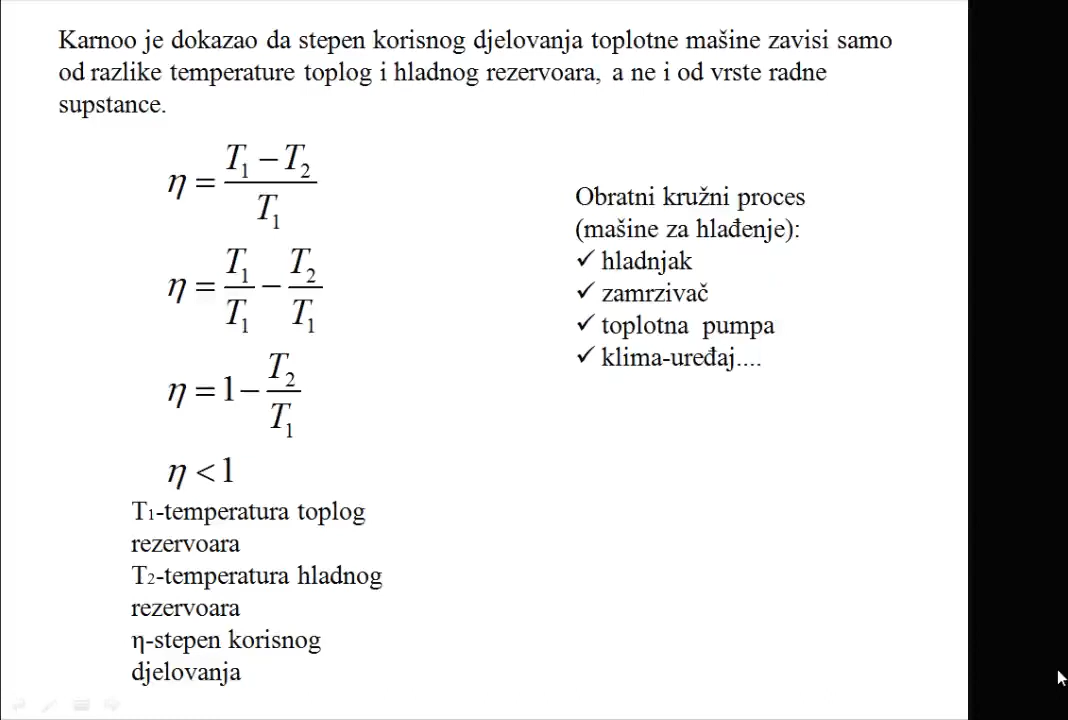 Karnoo je dokazao da stepen korisnog djelovanja toplotne mašine zavisi samo
od razlike temperature toplog i hladnog rezervoara, a ne i od vrste radne
supstance.
η = (T₁ − T₂) / T₁
η = T₁/T₁ − T₂/T₁
η = 1 − T₂/T₁
η < 1
T₁-temperatura toplog
rezervoara
T₂-temperatura hladnog
rezervoara
η-stepen korisnog
djelovanja
Obratni kružni proces
(mašine za hlađenje):
✓ hladnjak
✓ zamrzivač
✓ toplotna pumpa
✓ klima-uređaj....